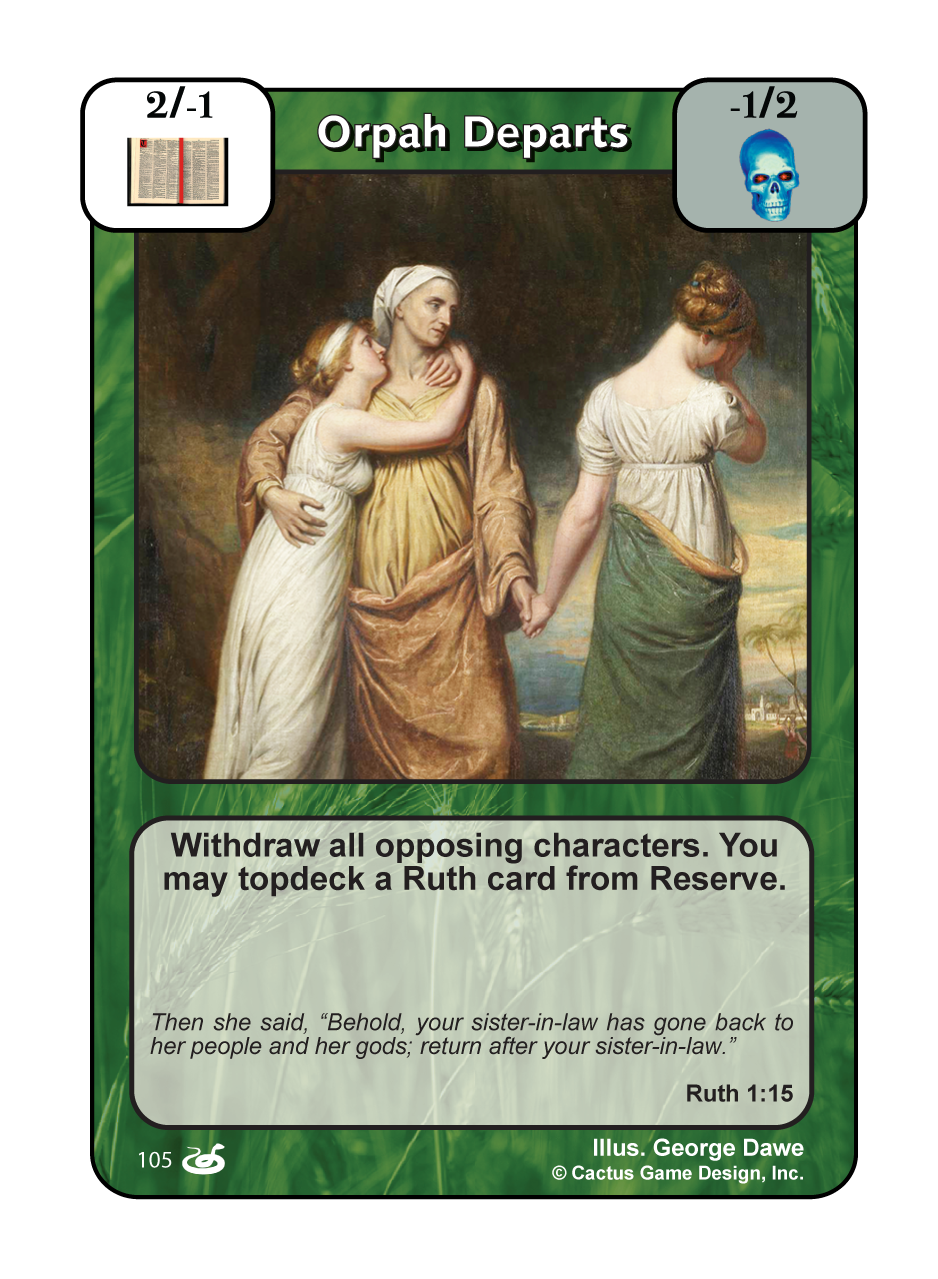 2/-1
Orpah Departs
-1/2
Withdraw all opposing characters. You
may topdeck a Ruth card from Reserve.
Then she said, “Behold, your sister-in-law has gone back to
her people and her gods; return after your sister-in-law.”
Ruth 1:15
105
Illus. George Dawe
© Cactus Game Design, Inc.